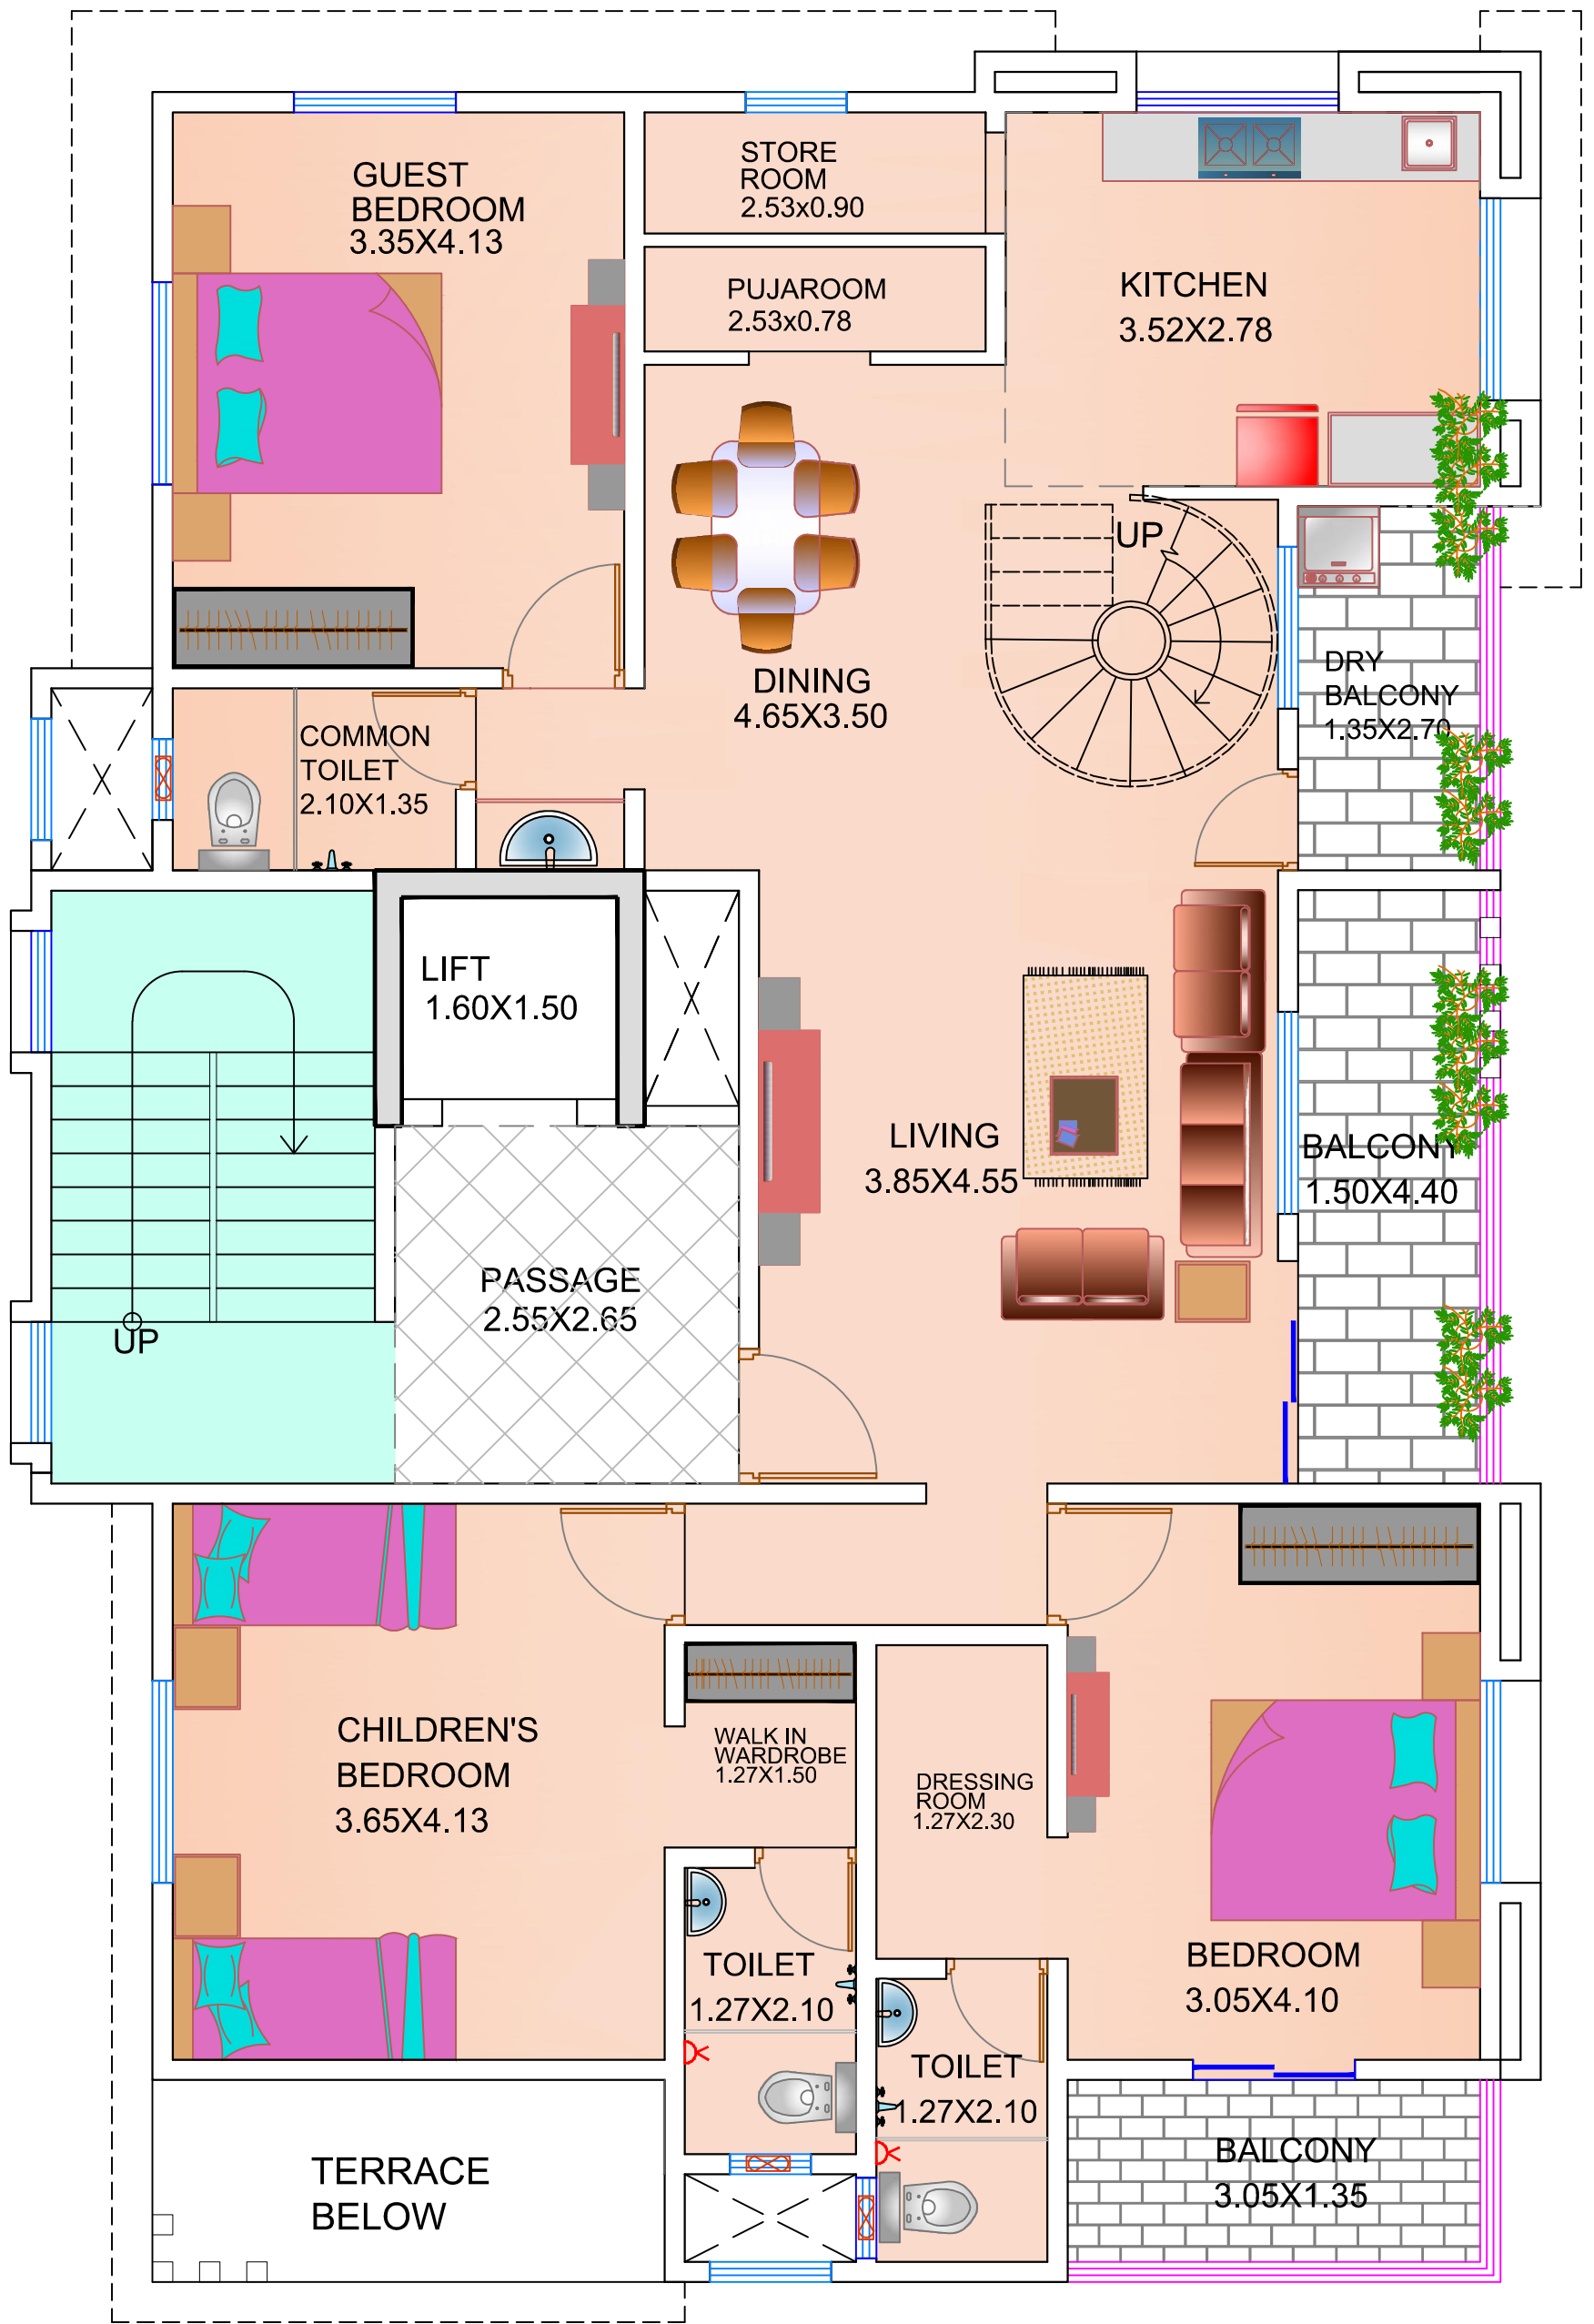 GUEST
BEDROOM
3.35X4.13
STORE
ROOM
2.53x0.90
PUJAROOM
2.53x0.78
KITCHEN
3.52X2.78
UP
DINING
4.65X3.50
DRY
BALCONY
1.35X2.70
COMMON
TOILET
2.10X1.35
LIFT
1.60X1.50
LIVING
3.85X4.55
BALCONY
1.50X4.40
PASSAGE
2.55X2.65
UP
CHILDREN'S
BEDROOM
3.65X4.13
WALK IN
WARDROBE
1.27X1.50
DRESSING
ROOM
1.27X2.30
TOILET
1.27X2.10
BEDROOM
3.05X4.10
TOILET
1.27X2.10
TERRACE
BELOW
BALCONY
3.05X1.35